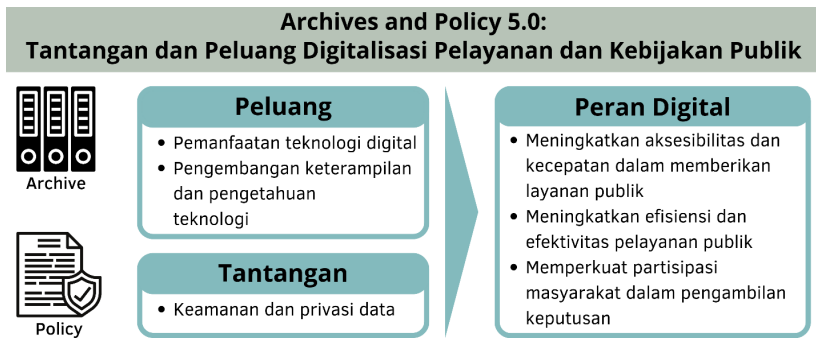 Archives and Policy 5.0:
Tantangan dan Peluang Digitalisasi Pelayanan dan Kebijakan Publik
Archive
Policy
Peluang
• Pemanfaatan teknologi digital
• Pengembangan keterampilan
dan pengetahuan
teknologi
Tantangan
• Keamanan dan privasi data
Peran Digital
• Meningkatkan aksesibilitas dan
kecepatan dalam memberikan
layanan publik
• Meningkatkan efisiensi dan
efektivitas pelayanan publik
• Memperkuat partisipasi
masyarakat dalam pengambilan
keputusan